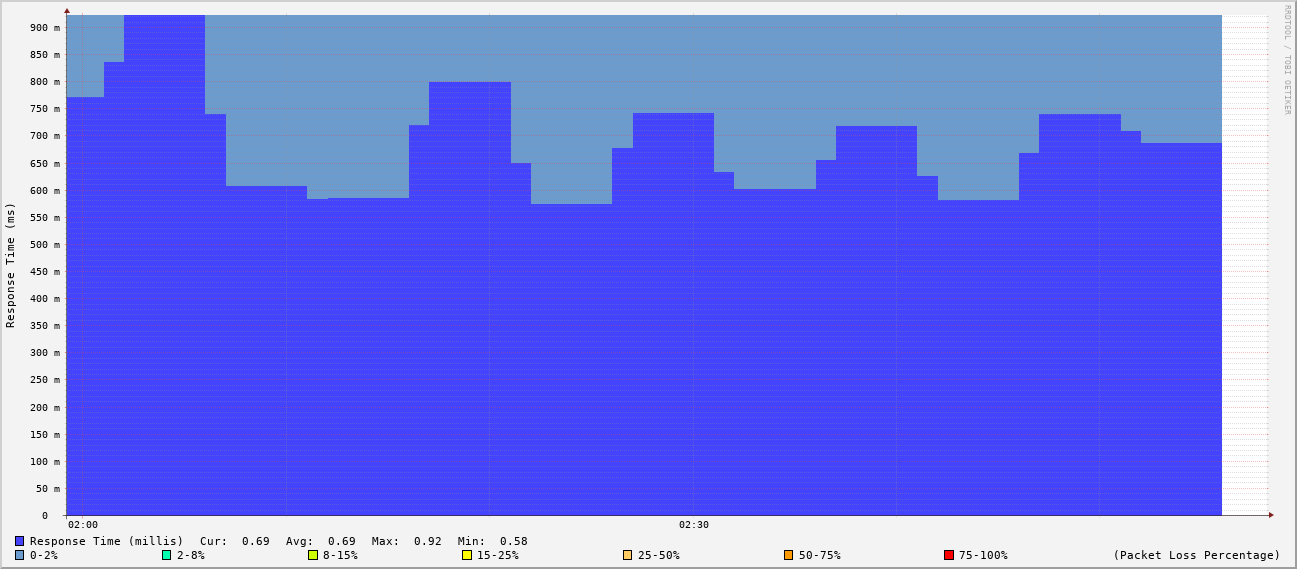 RRDTOOL / TOBI OETIKER
Response Time (ms)
900 m
850 m
800 m
750 m
700 m
650 m
600 m
550 m
500 m
450 m
400 m
350 m
300 m
250 m
200 m
150 m
100 m
50 m
0
02:00 02:30
Response Time (millis) Cur: 0.69 Avg: 0.69 Max: 0.92 Min: 0.58
0-2% 2-8% 8-15% 15-25% 25-50% 50-75% 75-100% (Packet Loss Percentage)